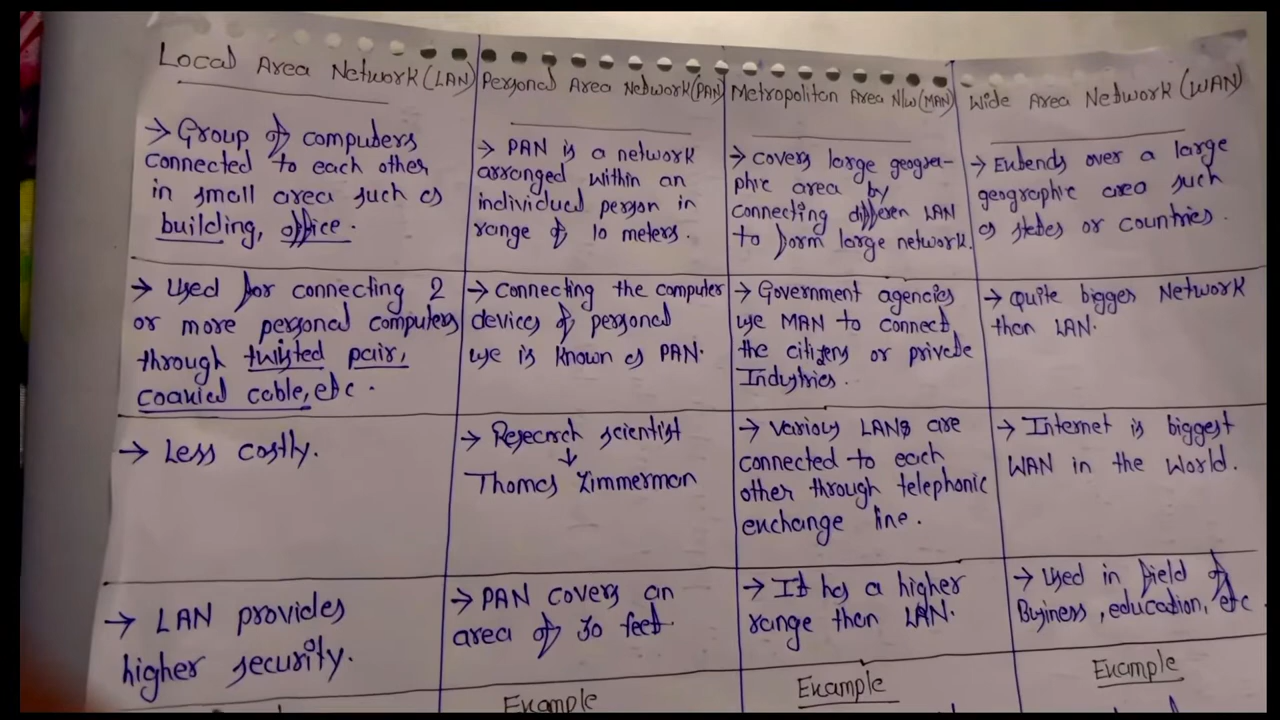 Local Area Network (LAN)
→ Group of computers
connected to each other
in small area such as
building, office.
→ Used for connecting 2
or more personal computers
through twisted pair,
coaxial cable, etc.
→ Less costly.
→ LAN provides
higher security.
Personal Area Network (PAN)
→ PAN is a network
arranged within an
individual person in
range of 10 meters.
→ Connecting the computer
devices of personal
use is known as PAN.
→ Research scientist
↓
Thomas Zimmerman
→ PAN covers an
area of 30 feet
Example
Metropolitan Area N/w (MAN)
→ covers large geogra-
phic area by
connecting differen LAN
to form large network.
→ Government agencies
use MAN to connect
the citizens or private
Industries.
→ Various LANs are
connected to each
other through telephonic
exchange line.
→ It has a higher
range than LAN.
Example
Wide Area Network (WAN)
→ Extends over a large
geographic area such
as states or countries.
→ quite bigger Network
than LAN.
→ Internet is biggest
WAN in the World.
→ Used in field of
Business, education, etc
Example